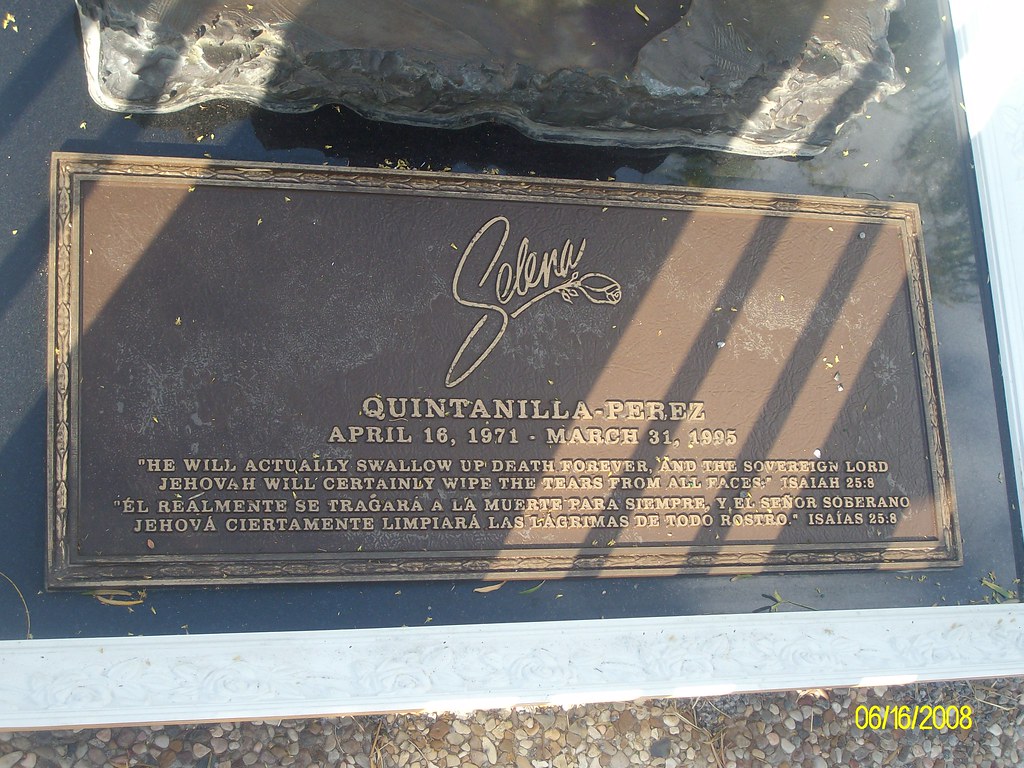 Selena
QUINTANILLA-PEREZ
APRIL 16, 1971 - MARCH 31, 1995
"HE WILL ACTUALLY SWALLOW UP DEATH FOREVER, AND THE SOVEREIGN LORD
JEHOVAH WILL CERTAINLY WIPE THE TEARS FROM ALL FACES." ISAIAH 25:8
"ÉL REALMENTE SE TRAGARÁ A LA MUERTE PARA SIEMPRE, Y EL SEÑOR SOBERANO
JEHOVÁ CIERTAMENTE LIMPIARÁ LAS LÁGRIMAS DE TODO ROSTRO." ISAÍAS 25:8
06/16/2008